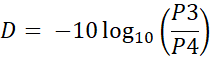 D = −10 log₁₀ (P3/P4)